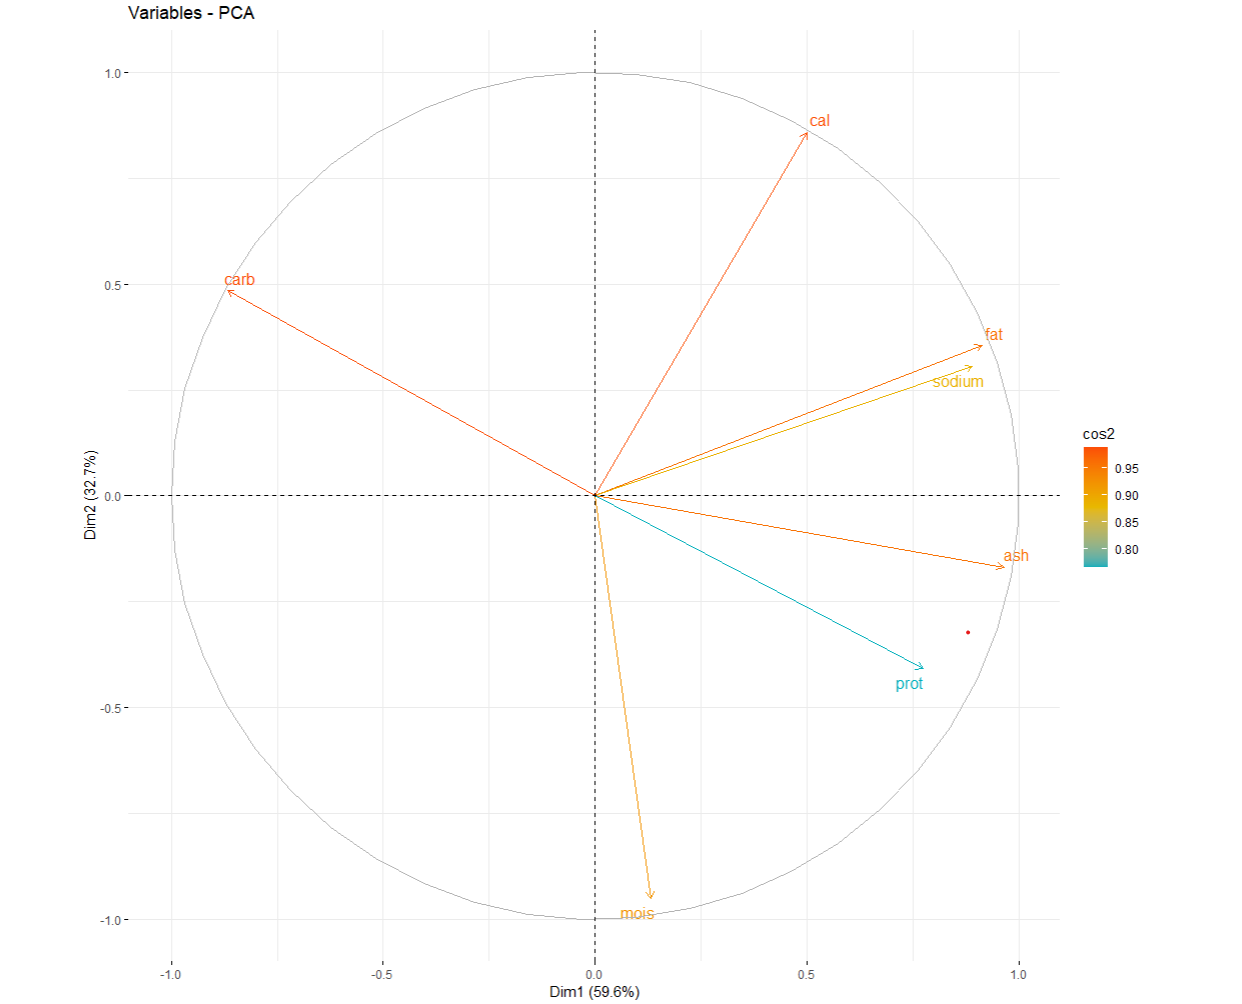 Variables - PCA
1.0
cal
0.5
carb
fat
sodium
cos2
0.95
0.90
0.85
0.80
Dim2 (32.7%)
0.0
ash
prot
-0.5
mois
-1.0
-1.0
-0.5
0.0
0.5
1.0
Dim1 (59.6%)